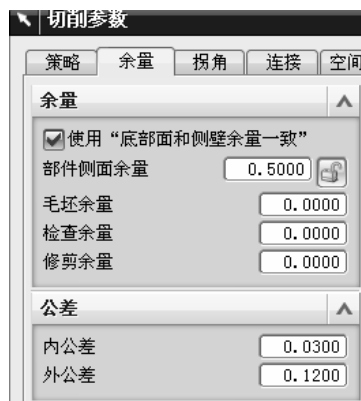 切削参数
策略 余量 拐角 连接 空间
余量
使用“底部面和侧壁余量一致”
部件侧面余量 0.5000
毛坯余量 0.0000
检查余量 0.0000
修剪余量 0.0000
公差
内公差 0.0300
外公差 0.1200